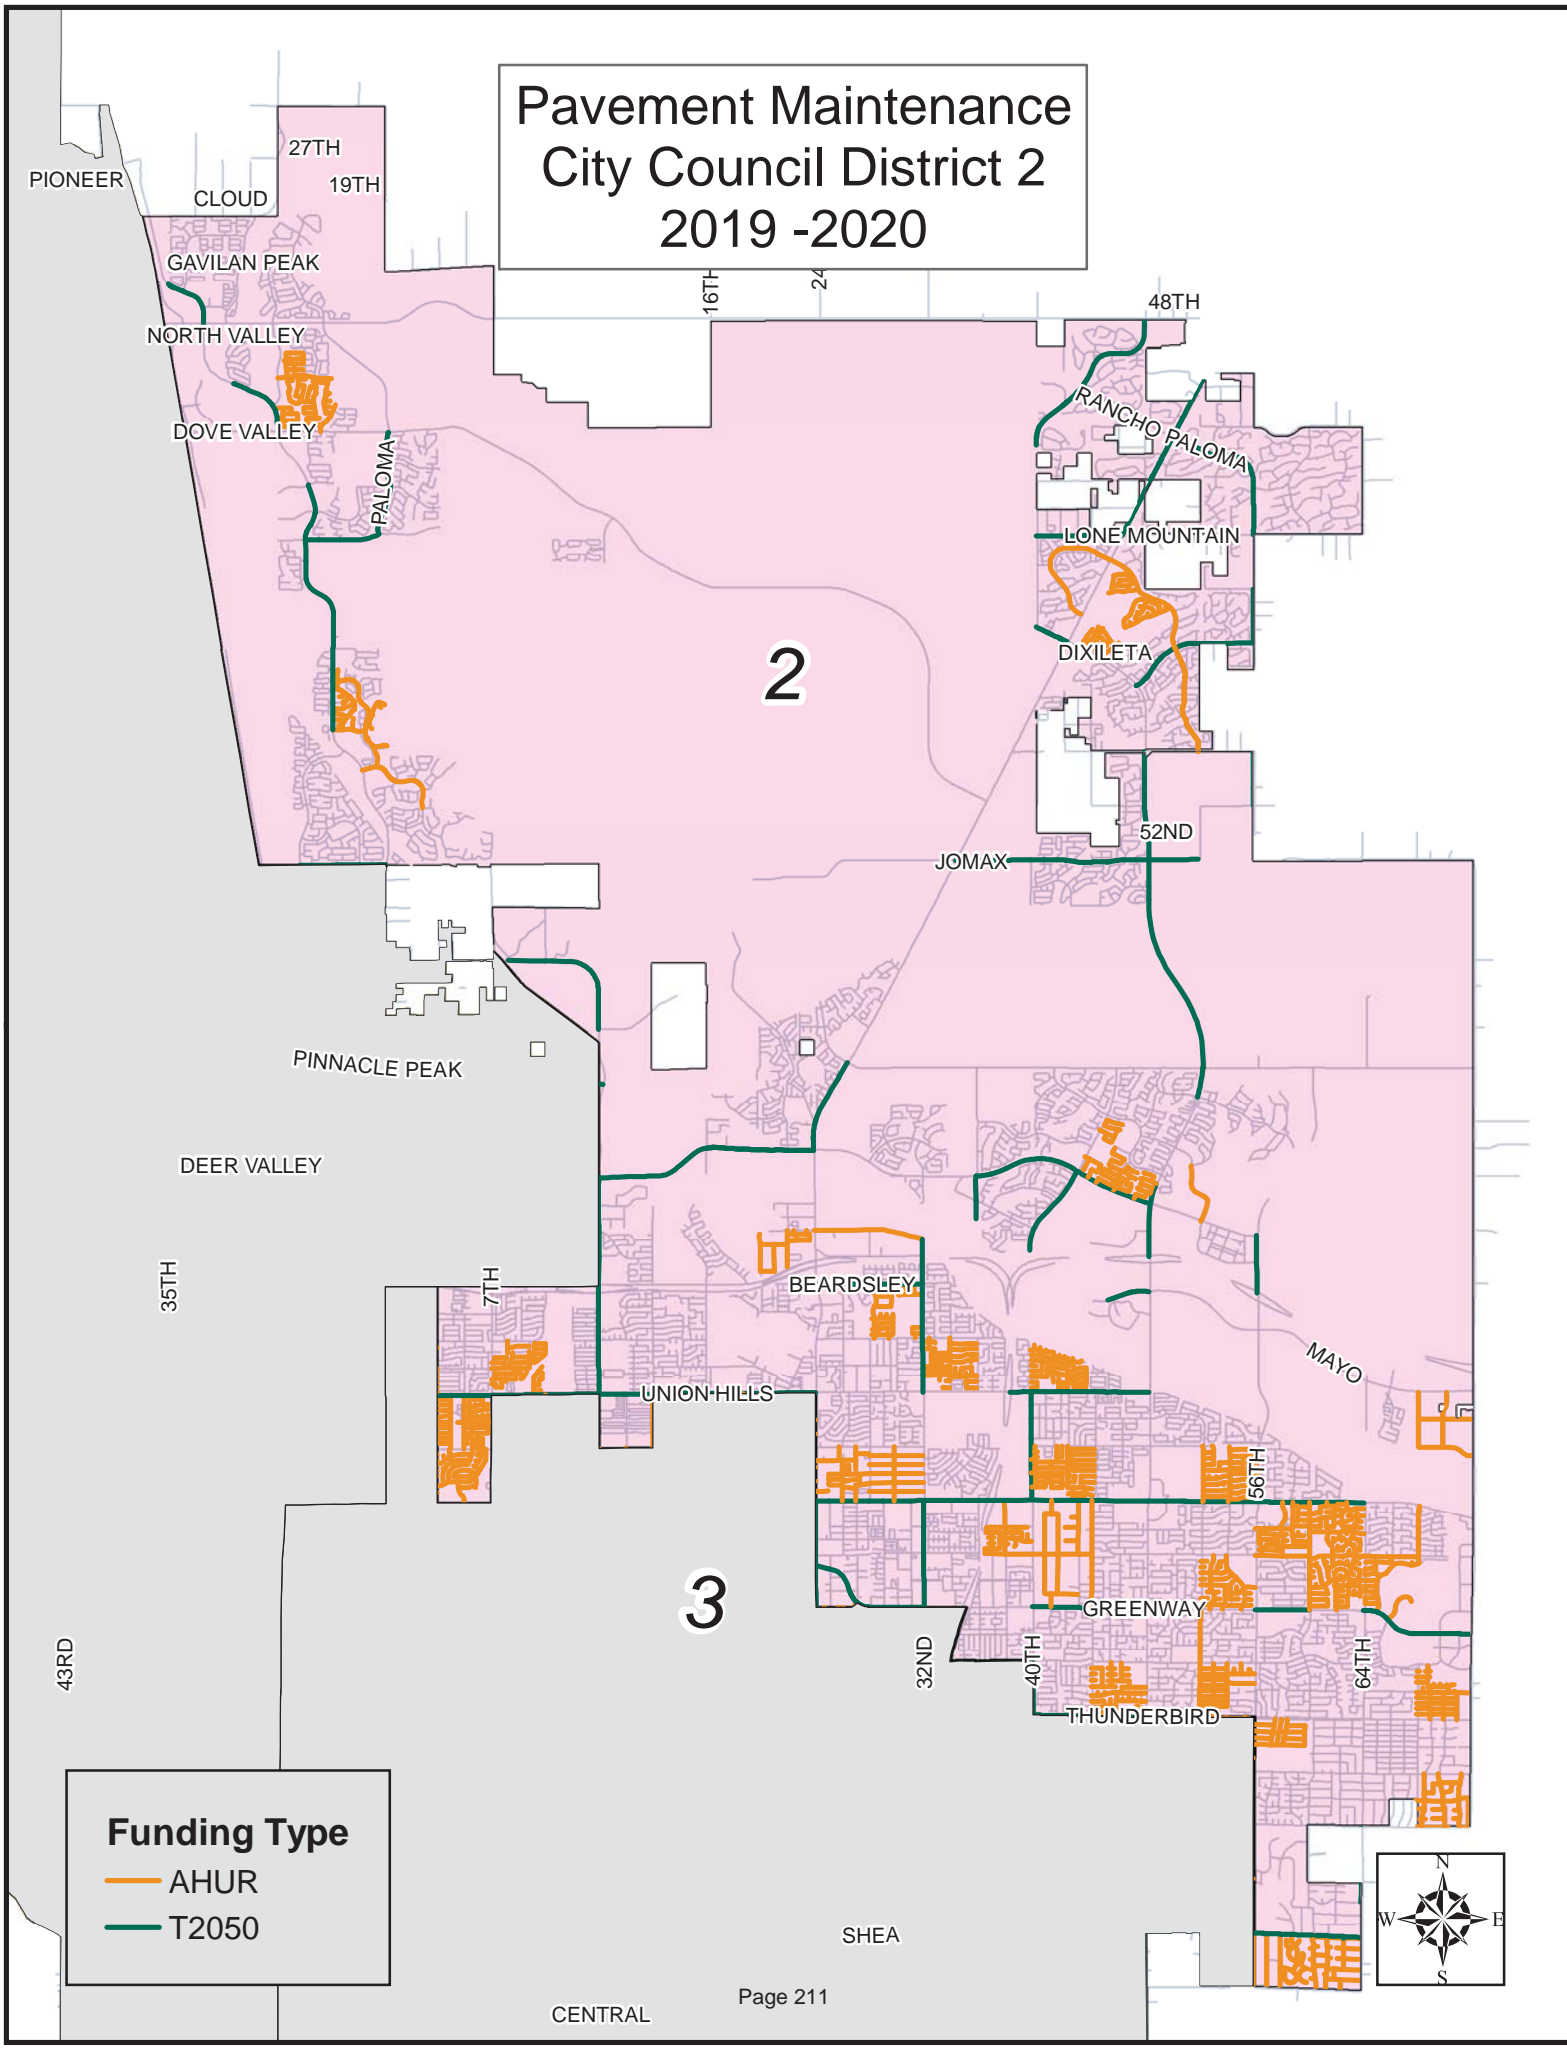 Pavement Maintenance
City Council District 2
2019 -2020
27TH
PIONEER
19TH
CLOUD
GAVILAN PEAK
16TH
24
48TH
NORTH VALLEY
RANCHO PALOMA
DOVE VALLEY
PALOMA
LONE MOUNTAIN
2
DIXILETA
52ND
JOMAX
PINNACLE PEAK
DEER VALLEY
35TH
7TH
BEARDSLEY
MAYO
UNION HILLS
56TH
3
GREENWAY
43RD
32ND
40TH
64TH
THUNDERBIRD
Funding Type
AHUR
T2050
N
W
E
S
SHEA
Page 211
CENTRAL